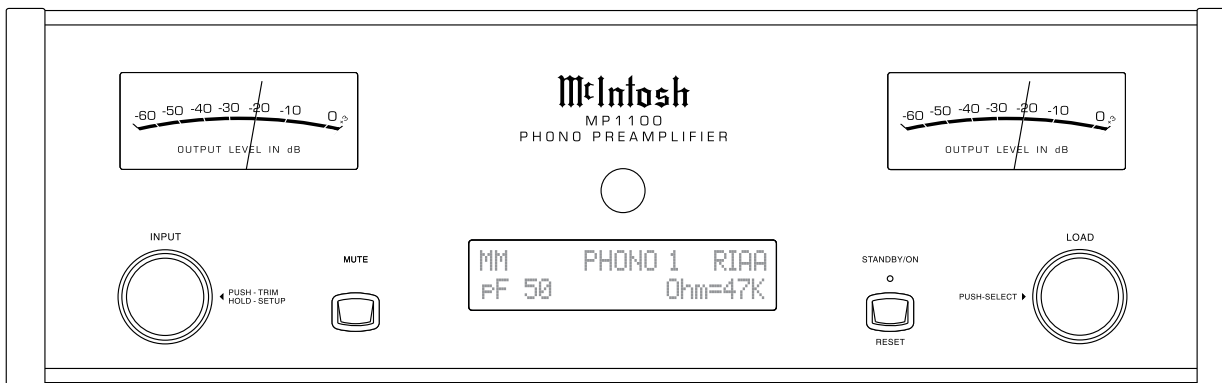 McIntosh
MP1100
PHONO PREAMPLIFIER
-60 -50 -40 -30 -20 -10 0 +3
OUTPUT LEVEL IN dB
-60 -50 -40 -30 -20 -10 0 +3
OUTPUT LEVEL IN dB
INPUT
PUSH - TRIM
HOLD - SETUP
MUTE
MM PHONO 1 RIAA
pF 50 Ohm=47K
STANDBY/ON
RESET
LOAD
PUSH-SELECT